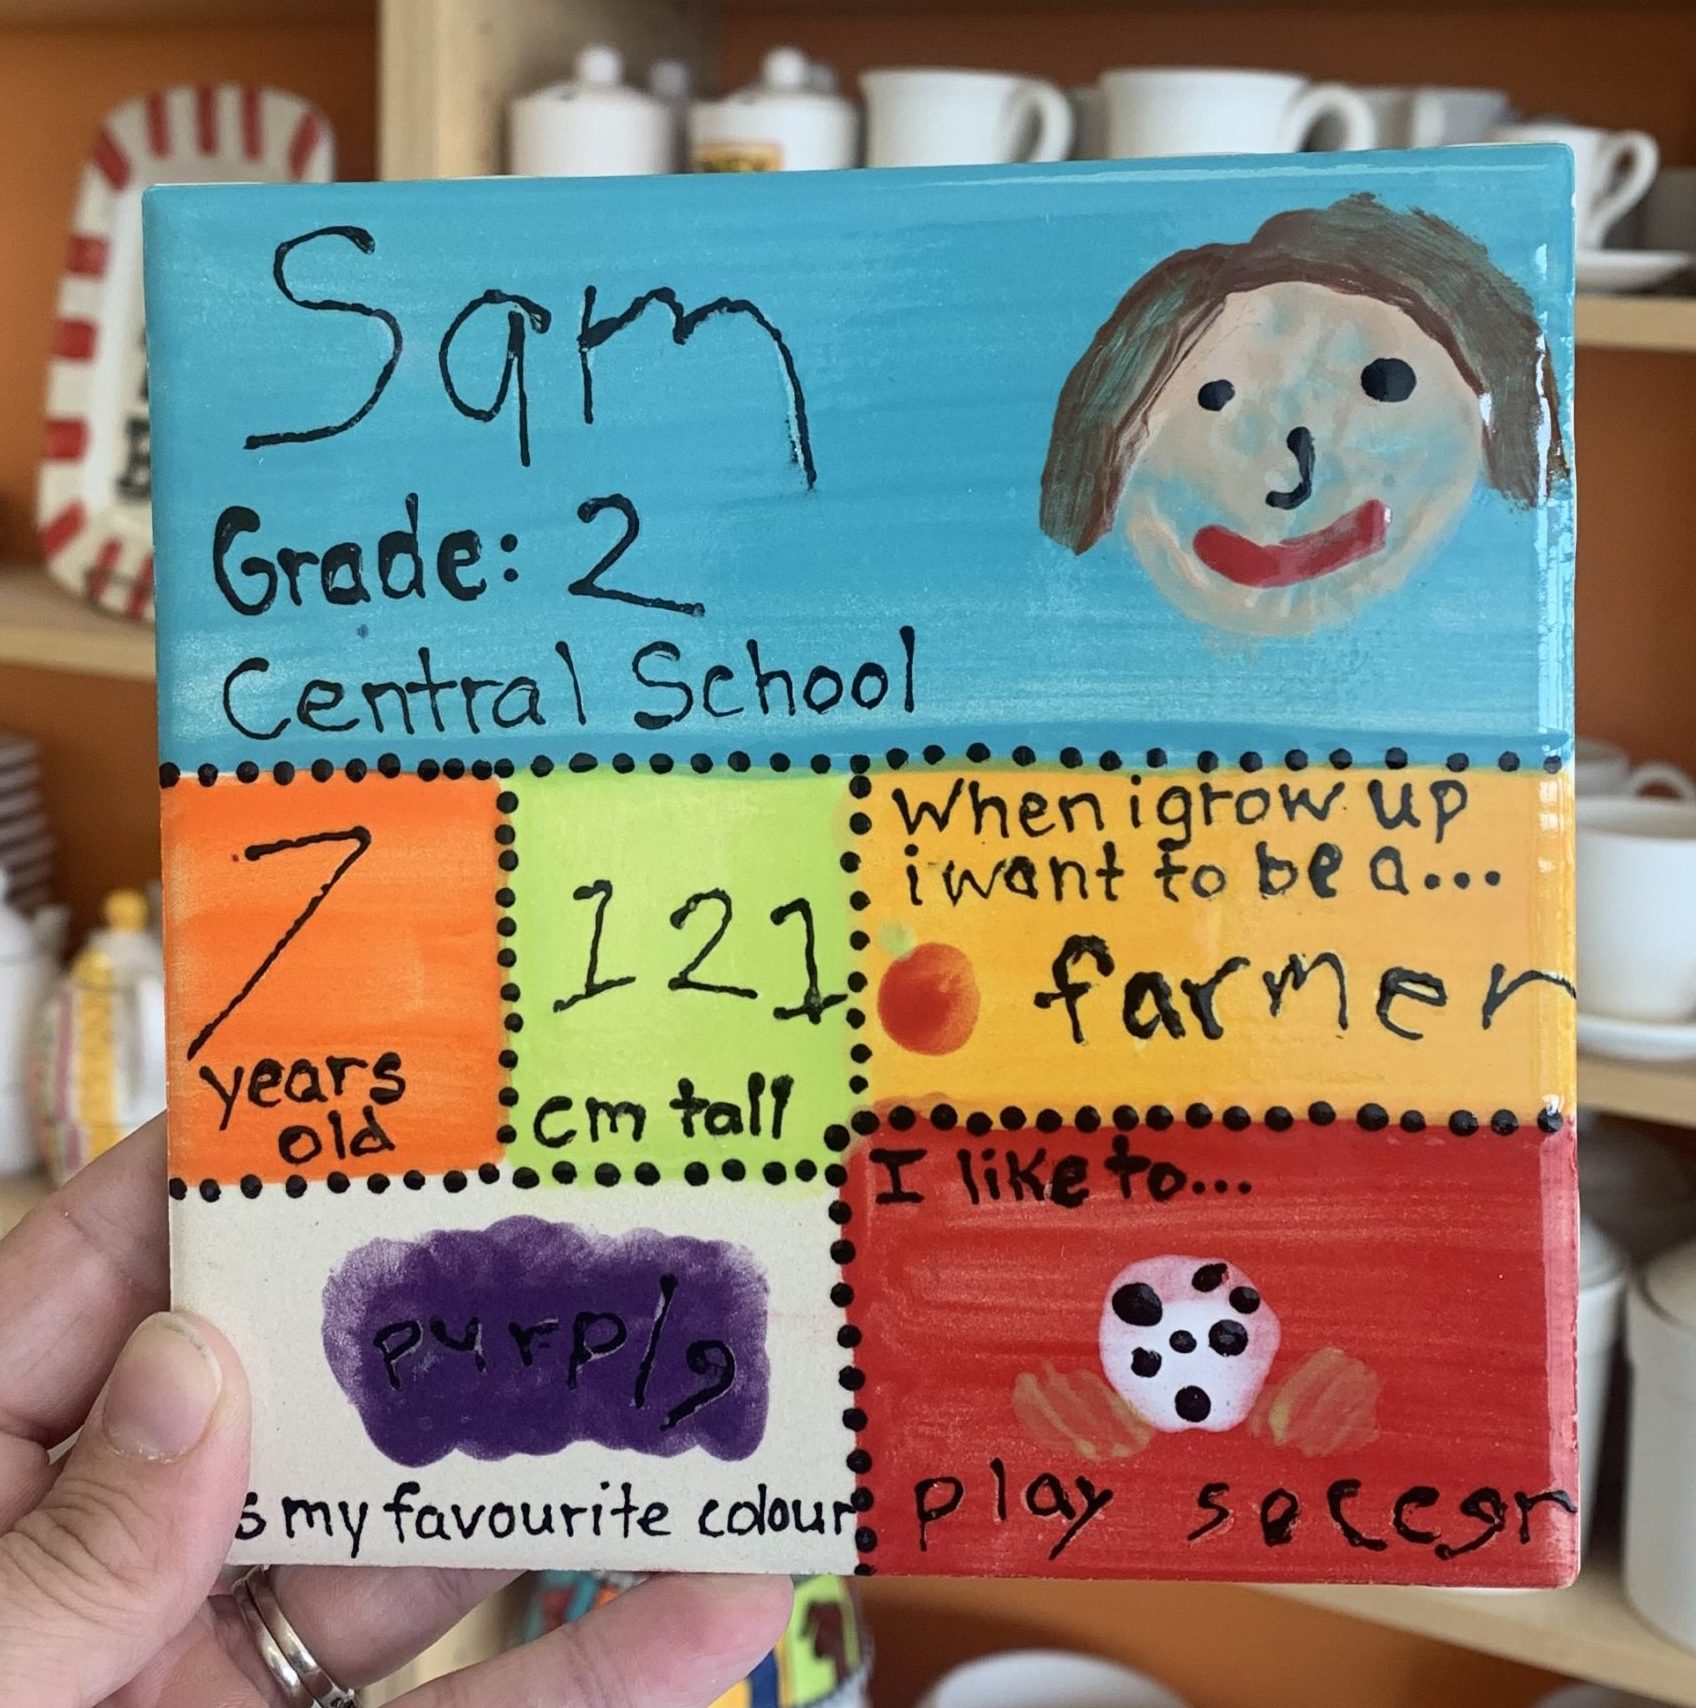 Sam
Grade: 2
Central School
7
years
old
121
cm tall
When i grow up
i want to be a...
farmer
purple
s my favourite colour
I like to...
play soccer